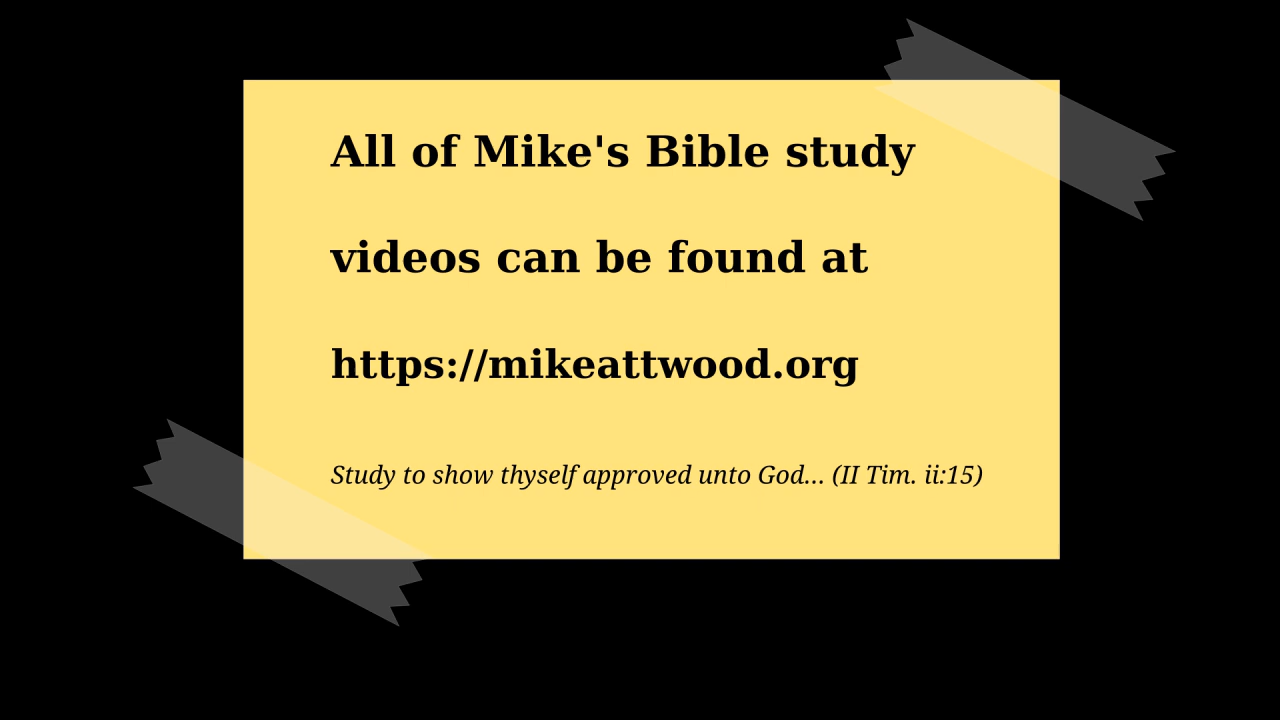 All of Mike's Bible study
videos can be found at
https://mikeattwood.org
Study to show thyself approved unto God... (II Tim. ii:15)